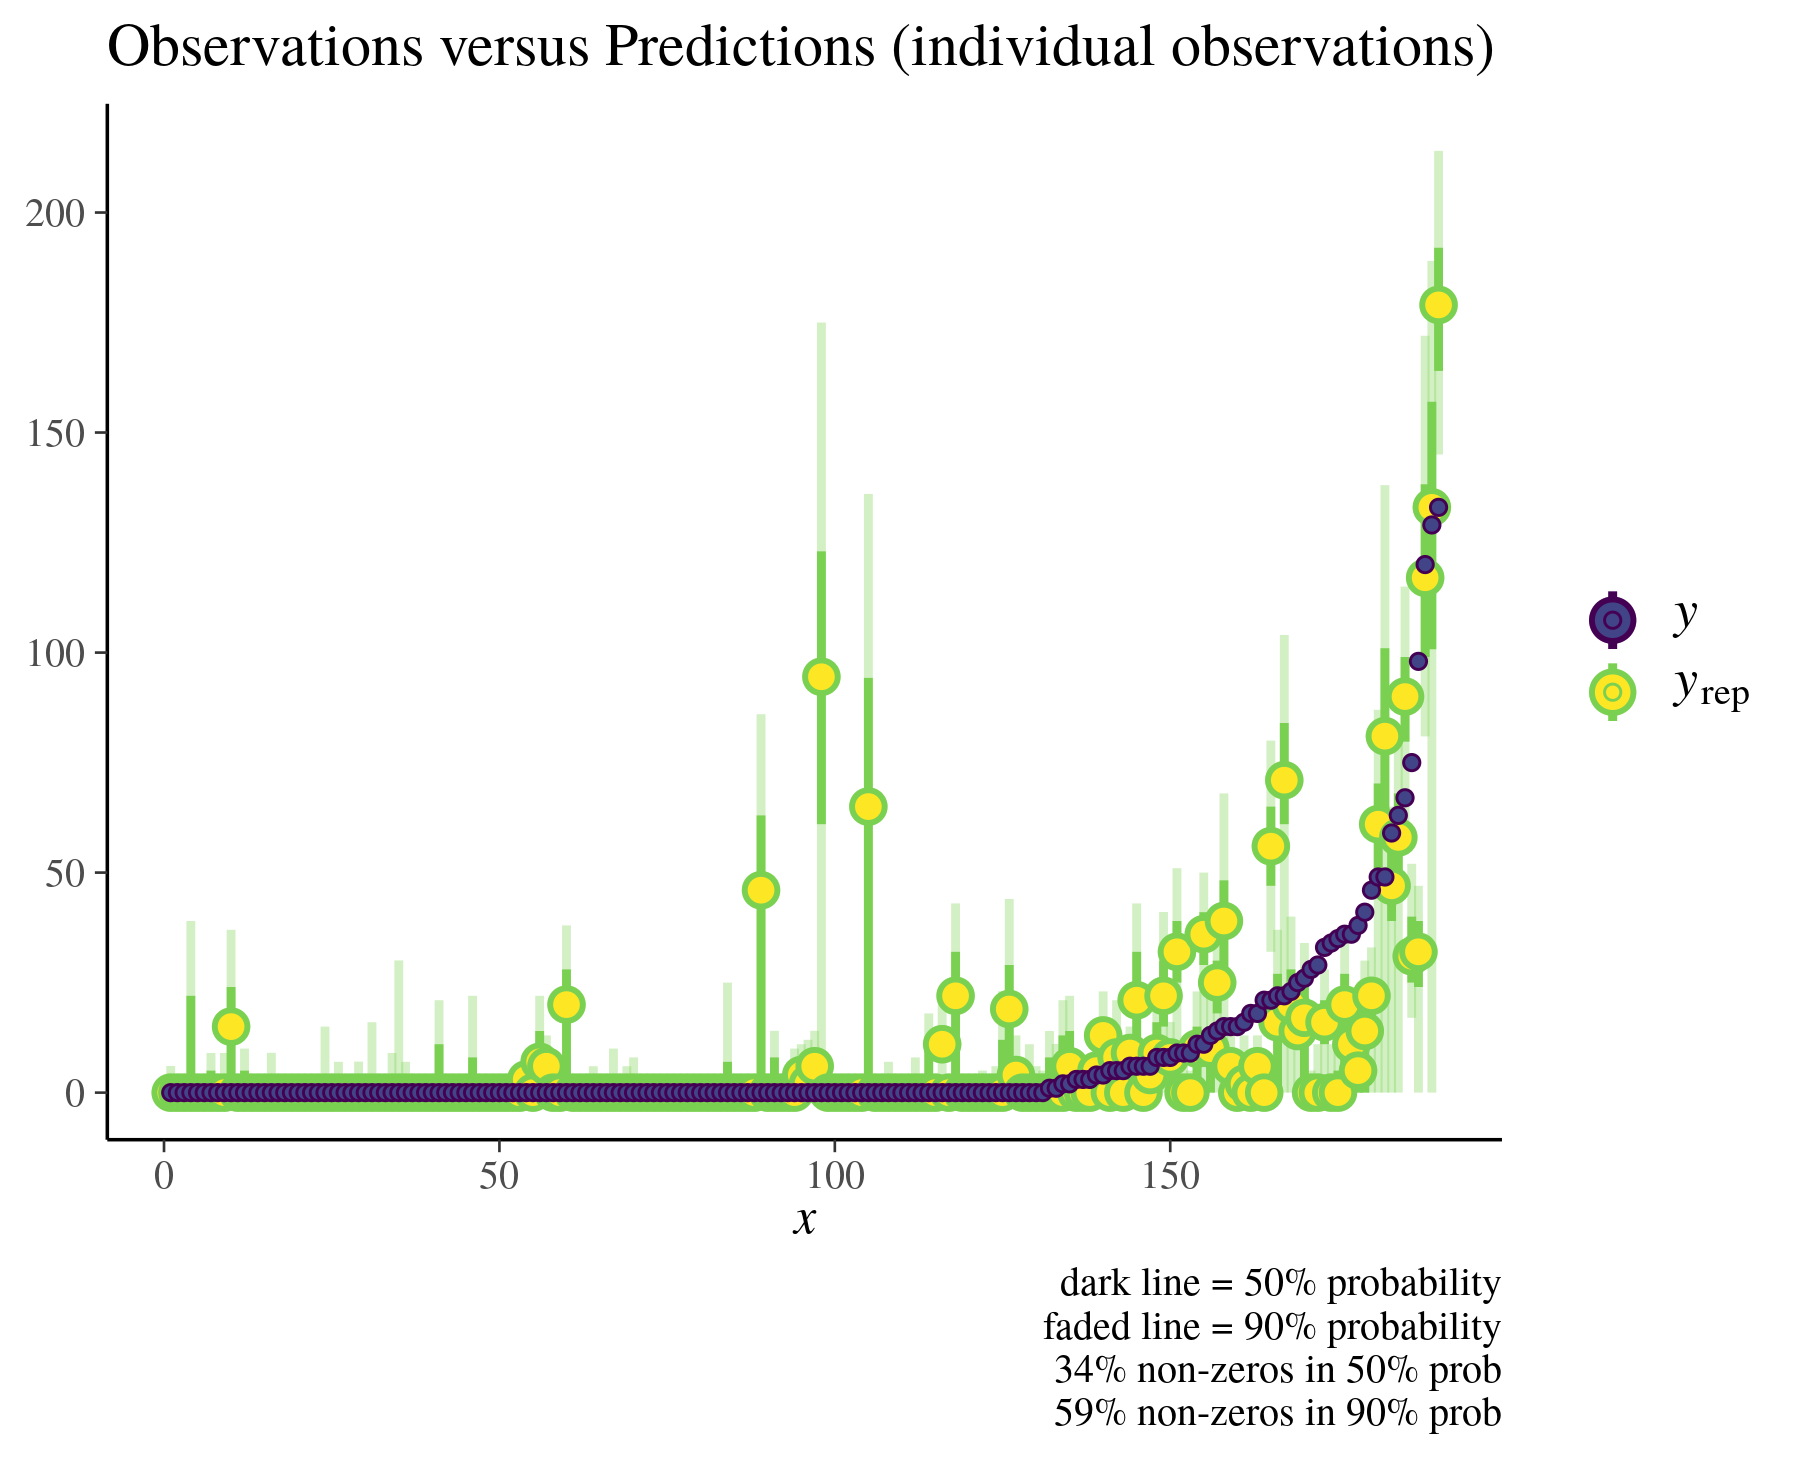 Observations versus Predictions (individual observations)
200
150
100
50
0
0 50 100 150
x
y
y rep
dark line = 50% probability
faded line = 90% probability
34% non-zeros in 50% prob
59% non-zeros in 90% prob